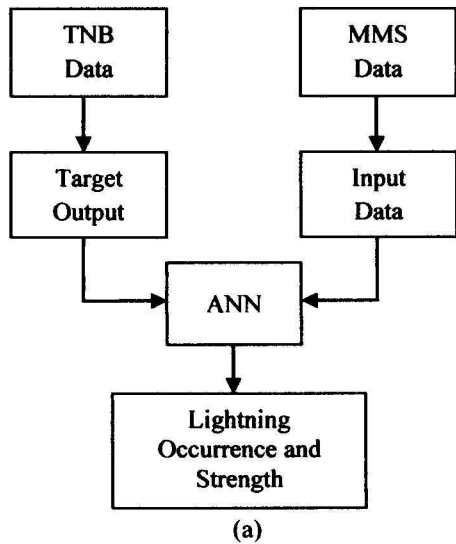 TNB
Data
MMS
Data
Target
Output
Input
Data
ANN
Lightning
Occurrence and
Strength
(a)